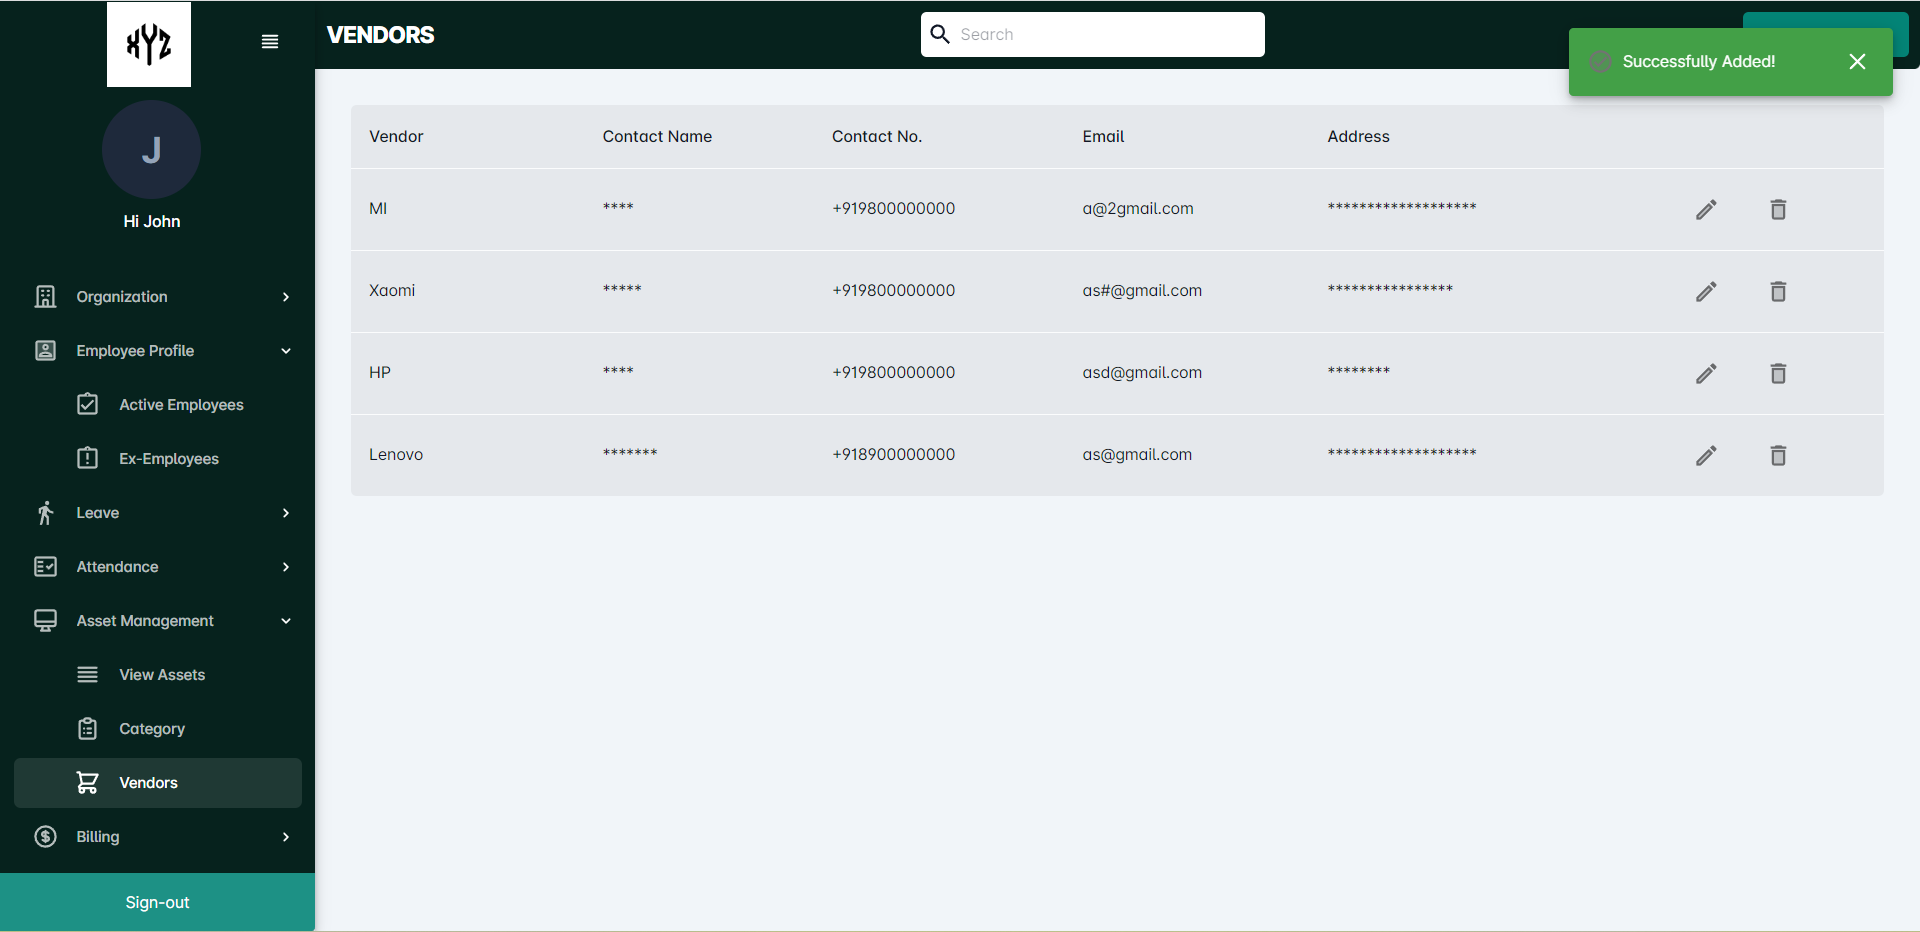 XYZ
VENDORS
Search
Successfully Added!
J
Hi John
Organization
Employee Profile
Active Employees
Ex-Employees
Leave
Attendance
Asset Management
View Assets
Category
Vendors
Billing
Sign-out
Vendor Contact Name Contact No. Email Address
MI **** +919800000000 a@2gmail.com *******************
Xaomi ***** +919800000000 as#@gmail.com ****************
HP **** +919800000000 asd@gmail.com ********
Lenovo ******* +918900000000 as@gmail.com *******************